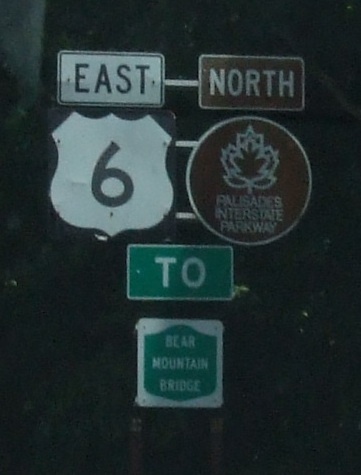 EAST NORTH
6
PALISADES
INTERSTATE
PARKWAY
TO
BEAR
MOUNTAIN
BRIDGE